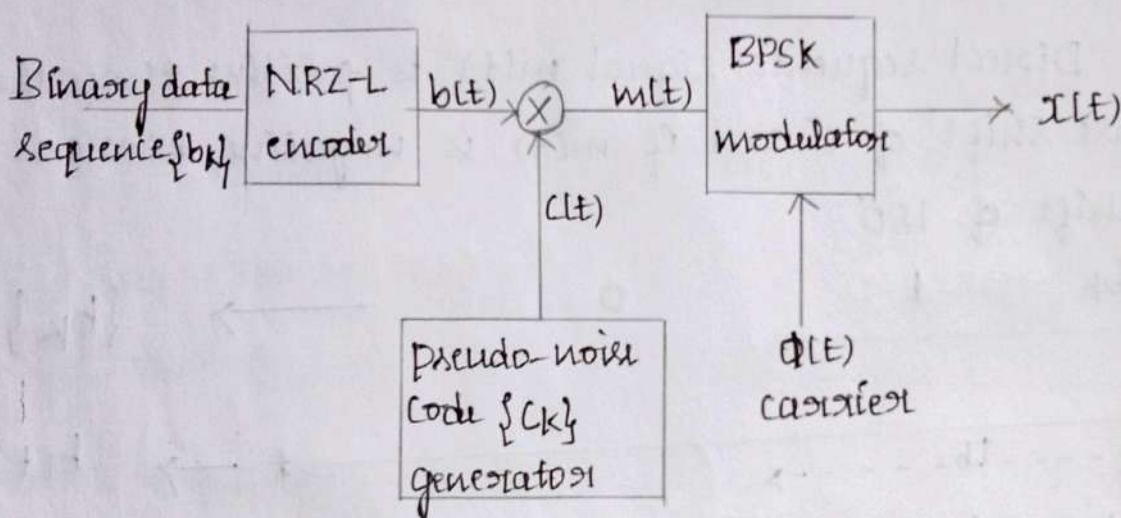 Binary data
sequence{bk}
NRZ-L
encoder
b(t)
X
m(t)
BPSK
modulator
x(t)
c(t)
pseudo-noise
code {Ck}
generator
ϕ(t)
carrier